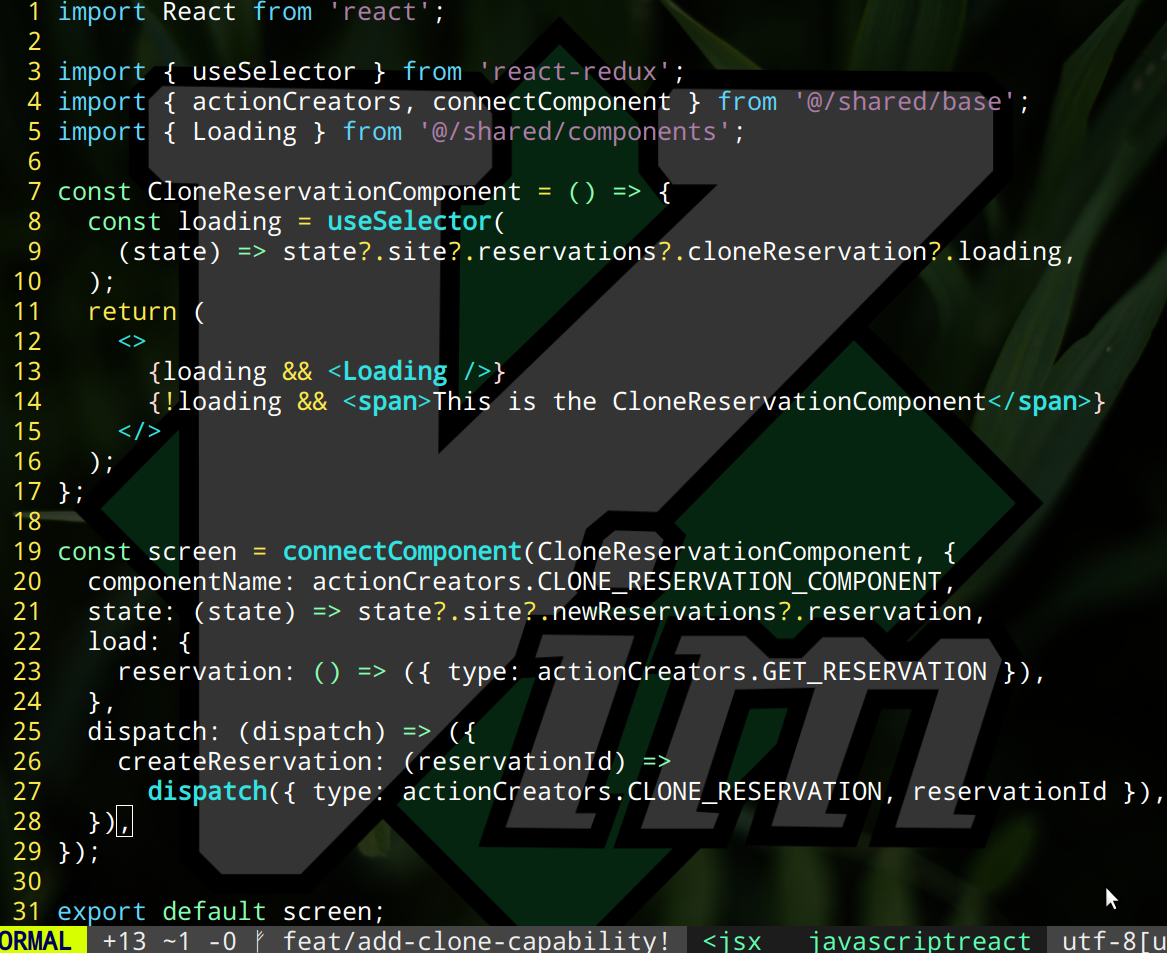 1 import React from 'react';
2
3 import { useSelector } from 'react-redux';
4 import { actionCreators, connectComponent } from '@/shared/base';
5 import { Loading } from '@/shared/components';
6
7 const CloneReservationComponent = () => {
8   const loading = useSelector(
9     (state) => state?.site?.reservations?.cloneReservation?.loading,
10   );
11   return (
12     <>
13       {loading && <Loading />}
14       {!loading && <span>This is the CloneReservationComponent</span>}
15     </>
16   );
17 };
18
19 const screen = connectComponent(CloneReservationComponent, {
20   componentName: actionCreators.CLONE_RESERVATION_COMPONENT,
21   state: (state) => state?.site?.newReservations?.reservation,
22   load: {
23     reservation: () => ({ type: actionCreators.GET_RESERVATION }),
24   },
25   dispatch: (dispatch) => ({
26     createReservation: (reservationId) =>
27       dispatch({ type: actionCreators.CLONE_RESERVATION, reservationId }),
28   }),
29 });
30
31 export default screen;
ORMAL +13 ~1 -0 ᚠ feat/add-clone-capability! <jsx javascriptreact utf-8[u
Vim